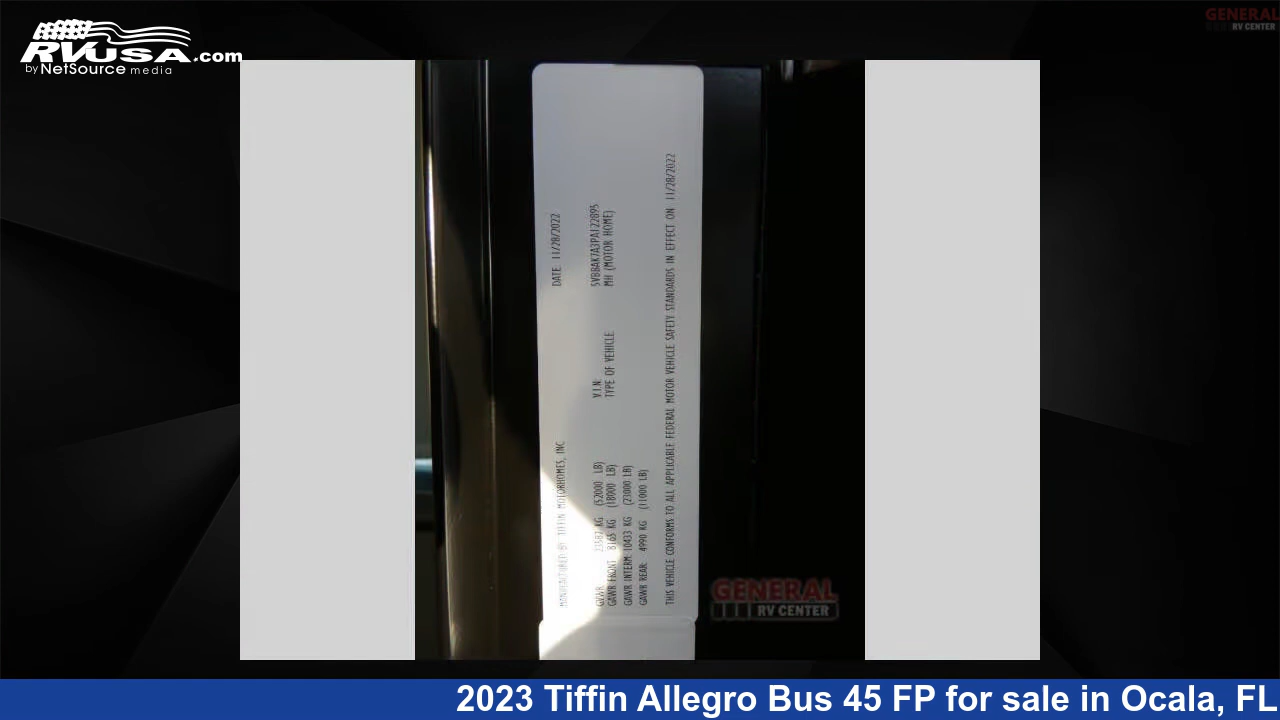 RVUSA.com
by NetSource media
GENERAL
RV CENTER
MANUFACTURED BY TIFFIN MOTORHOMES, INC DATE 11/28/2022
GVWR 23587 KG (52000 LB) V.I.N: 5VBBAK7A3PA122895
GAWR FRONT 8165 KG (18000 LB) TYPE OF VEHICLE: MH (MOTOR HOME)
GAWR INTERM: 10433 KG (23000 LB)
GAWR REAR: 4990 KG (11000 LB)
THIS VEHICLE CONFORMS TO ALL APPLICABLE FEDERAL MOTOR VEHICLE SAFETY STANDARDS IN EFFECT ON 11/28/2022
GENERAL
RV CENTER
2023 Tiffin Allegro Bus 45 FP for sale in Ocala, FL